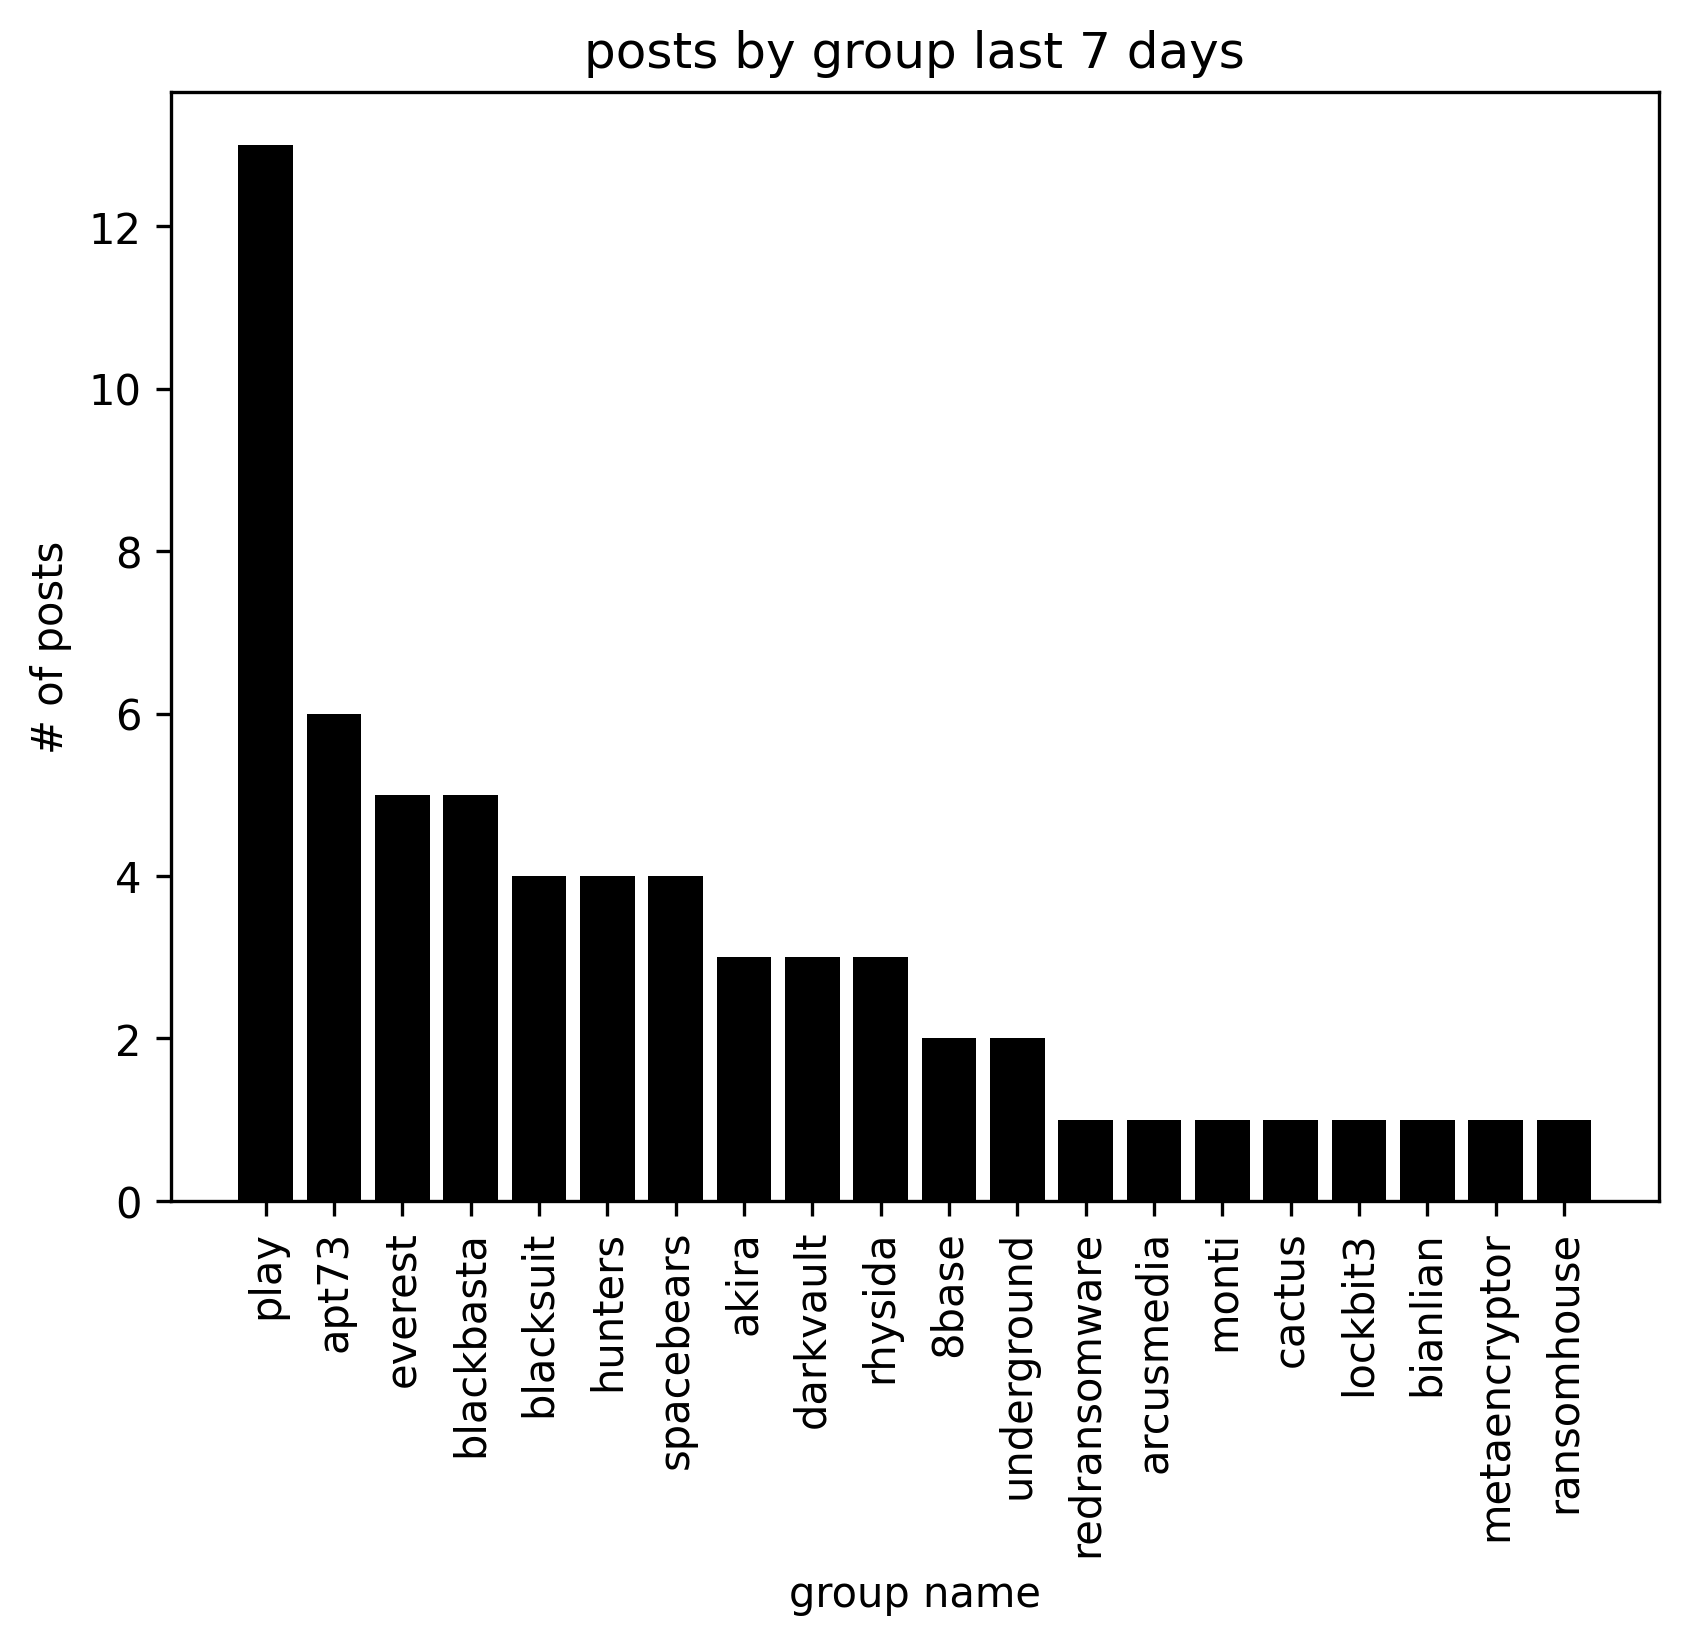 posts by group last 7 days
# of posts
12
10
8
6
4
2
0
play
apt73
everest
blackbasta
blacksuit
hunters
spacebears
akira
darkvault
rhysida
8base
underground
redransomware
arcusmedia
monti
cactus
lockbit3
bianlian
metaencryptor
ransomhouse
group name